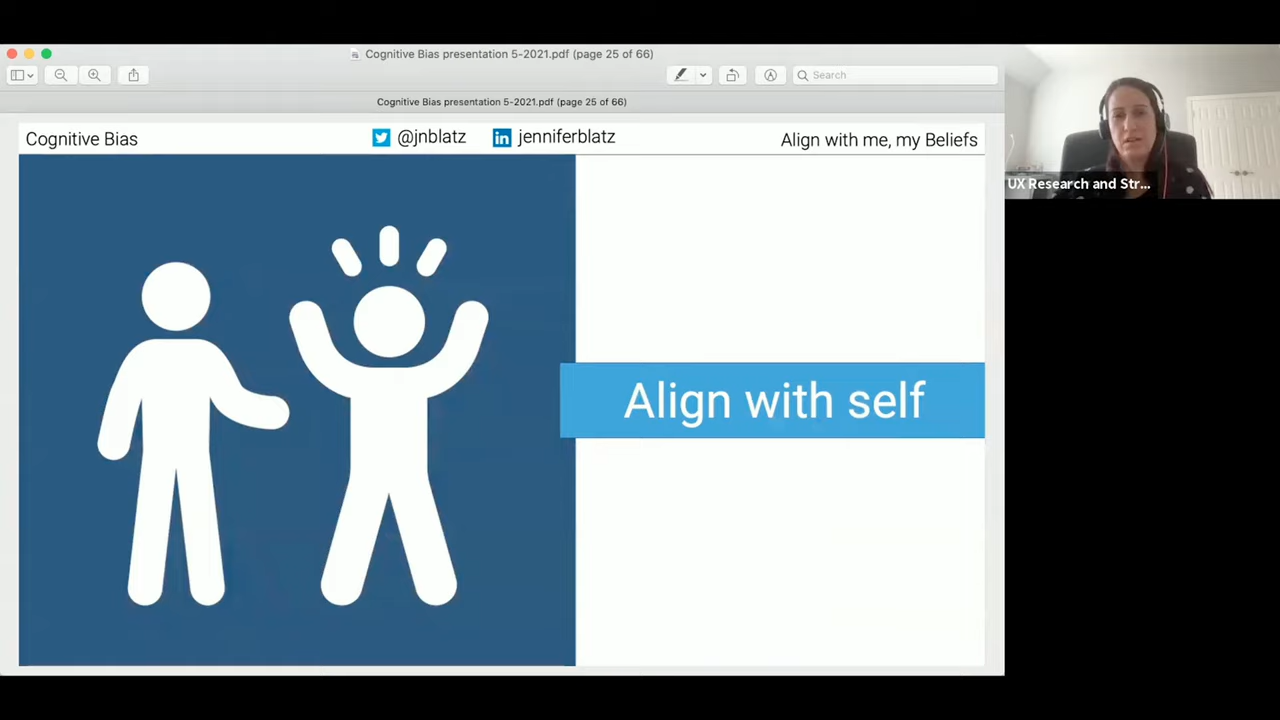 Cognitive Bias presentation 5-2021.pdf (page 25 of 66)
Search
Cognitive Bias presentation 5-2021.pdf (page 25 of 66)
Cognitive Bias
@jnblatz
in jenniferblatz
Align with me, my Beliefs
UX Research and Str...
Align with self